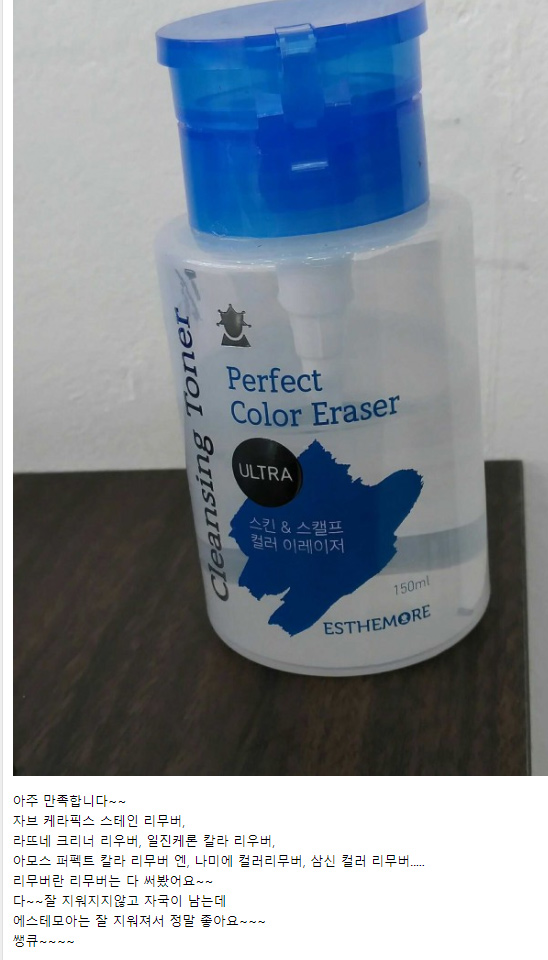 Cleansing Toner
Perfect
Color Eraser
ULTRA
스킨 & 스캘프
컬러 이레이저
150ml
ESTHEMORE
아주 만족합니다~~
자브 케라픽스 스테인 리무버,
라뜨네 크리너 리우버, 일진케론 칼라 리우버,
아모스 퍼펙트 칼라 리무버 엔, 나미에 컬러리무버, 삼신 컬러 리무버.....
리무버란 리무버는 다 써봤어요~~
다~~잘 지워지지않고 자국이 남는데
에스테모아는 잘 지워져서 정말 좋아요~~~
쌩큐~~~~